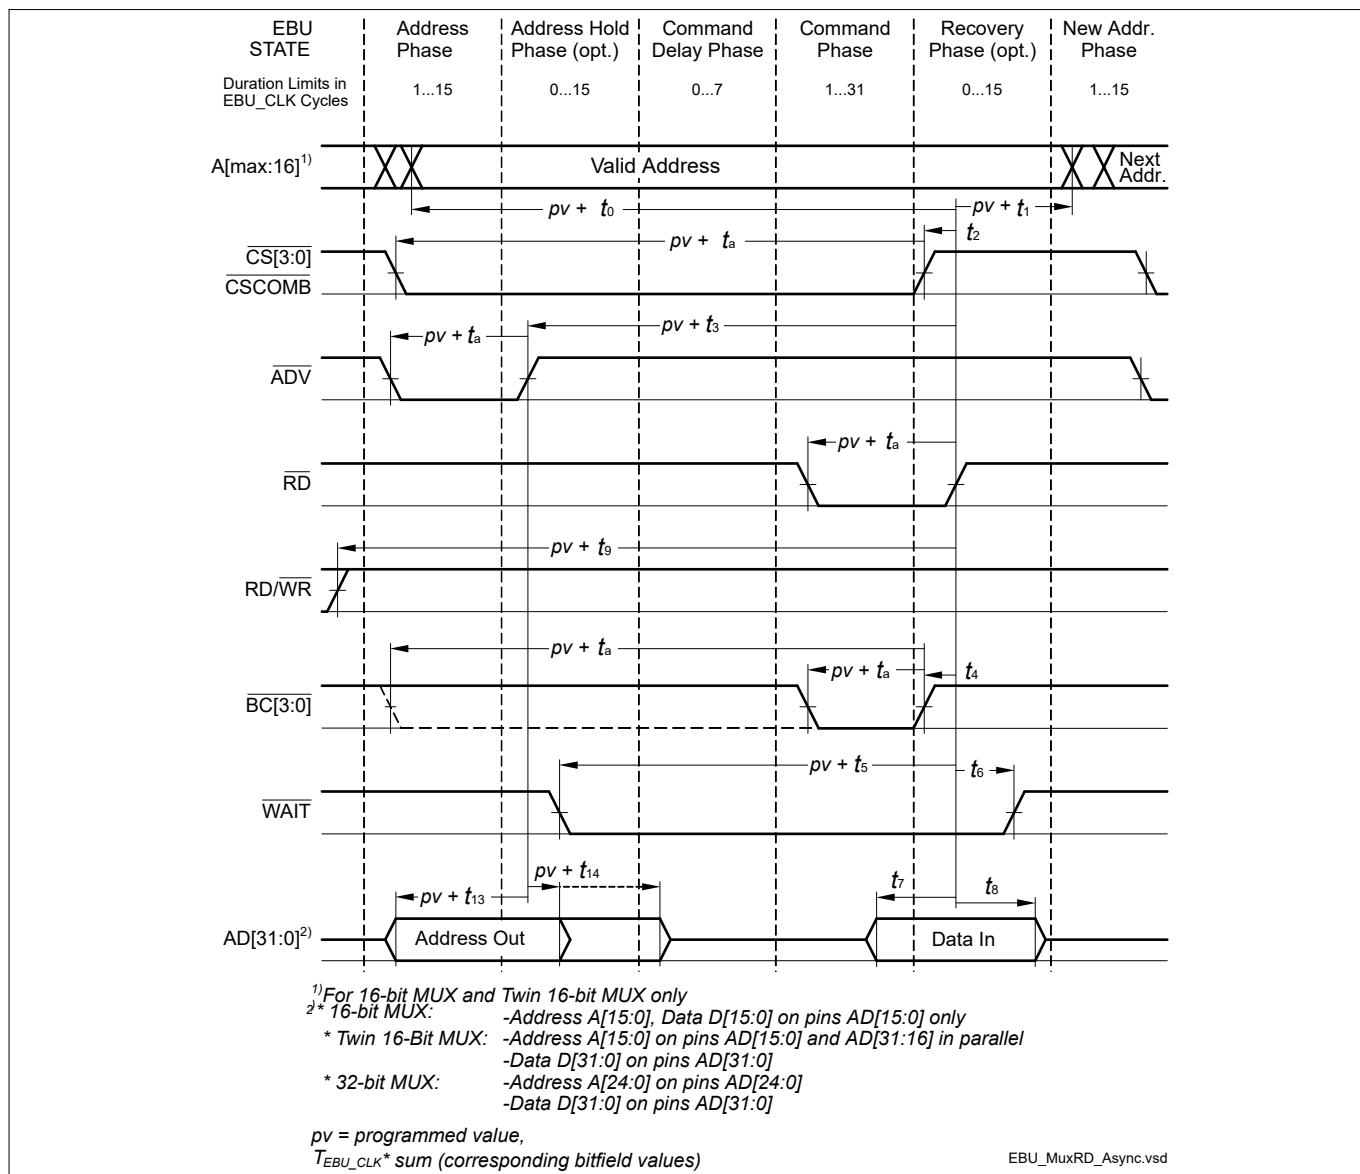 EBU STATE
Address Phase
Address Hold Phase (opt.)
Command Delay Phase
Command Phase
Recovery Phase (opt.)
New Addr. Phase
Duration Limits in EBU_CLK Cycles
1...15
0...15
0...7
1...31
0...15
1...15
A[max:16]1)
Valid Address
Next Addr.
pv + t0
pv + t1
pv + ta
t2
CS[3:0]
CSCOMB
pv + ta
pv + t3
ADV
pv + ta
RD
pv + t9
RD/WR
pv + ta
pv + ta
t4
BC[3:0]
pv + t5
t6
WAIT
pv + t14
pv + t13
t7
t8
AD[31:0]2)
Address Out
Data In
1)For 16-bit MUX and Twin 16-bit MUX only
2)* 16-bit MUX: -Address A[15:0], Data D[15:0] on pins AD[15:0] only
* Twin 16-Bit MUX: -Address A[15:0] on pins AD[15:0] and AD[31:16] in parallel
-Data D[31:0] on pins AD[31:0]
* 32-bit MUX: -Address A[24:0] on pins AD[24:0]
-Data D[31:0] on pins AD[31:0]
pv = programmed value,
TEBU_CLK* sum (corresponding bitfield values)
EBU_MuxRD_Async.vsd